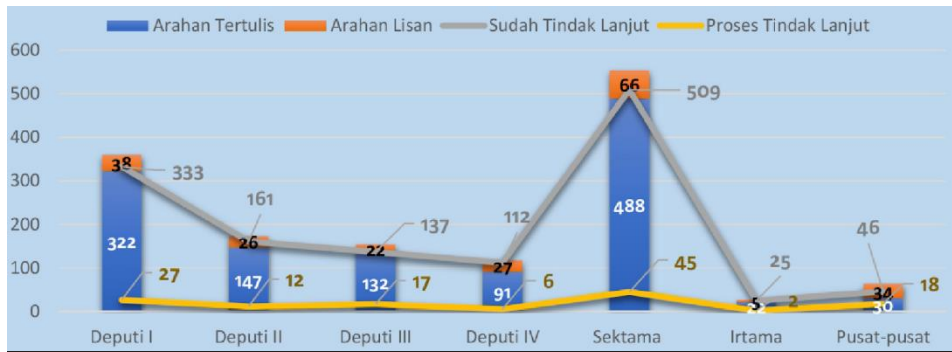 Arahan Tertulis Arahan Lisan Sudah Tindak Lanjut Proses Tindak Lanjut
600
500
400
300
200
100
0
38 333 161 26 137 22 112 27 66 509 5 25 46 34
322 147 132 91 488 22 30
27 12 17 6 45 2 18
Deputi I Deputi II Deputi III Deputi IV Sektama Irtama Pusat-pusat